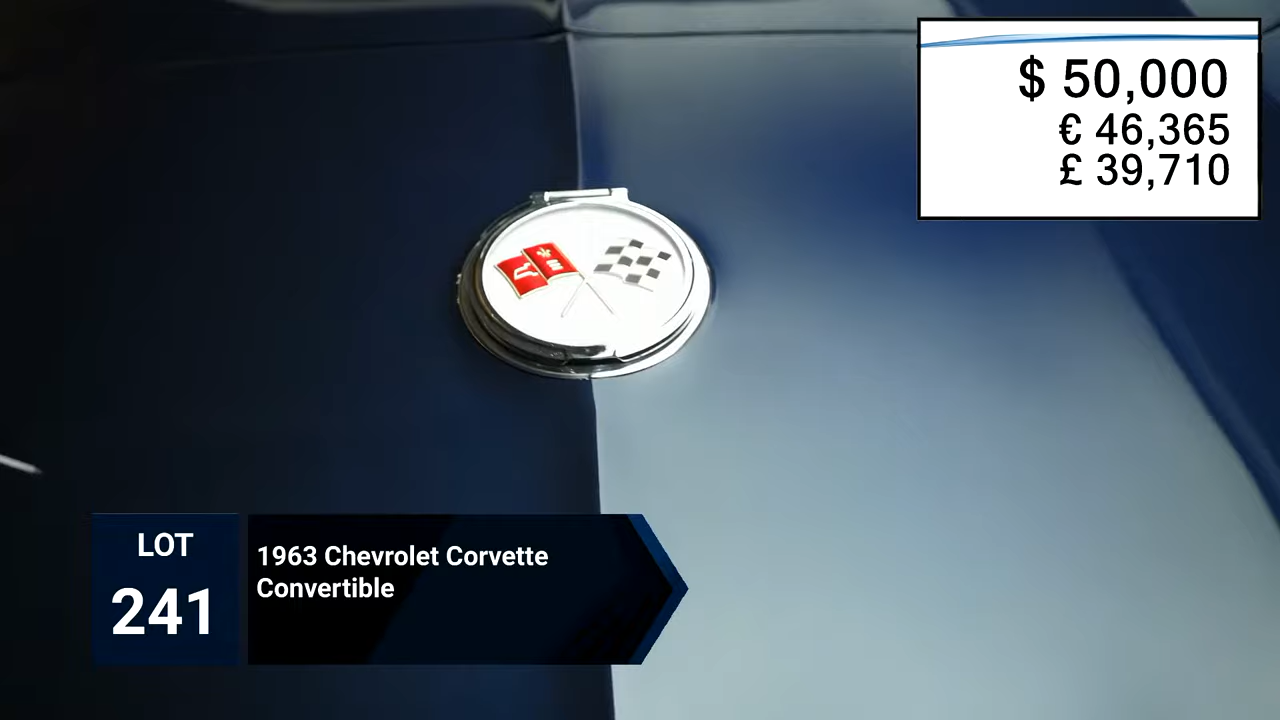 $ 50,000
€ 46,365
£ 39,710
LOT
241
1963 Chevrolet Corvette
Convertible